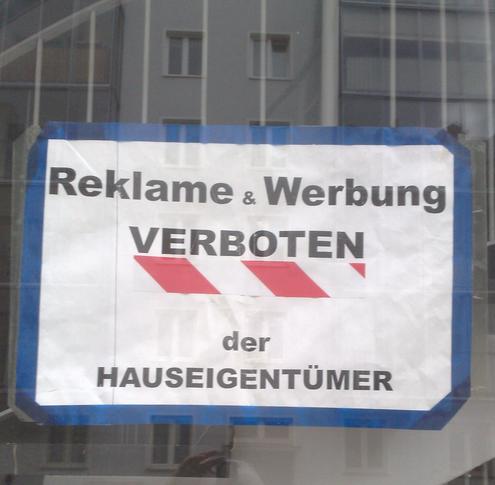 Reklame & Werbung
VERBOTEN
der
HAUSEIGENTÜMER